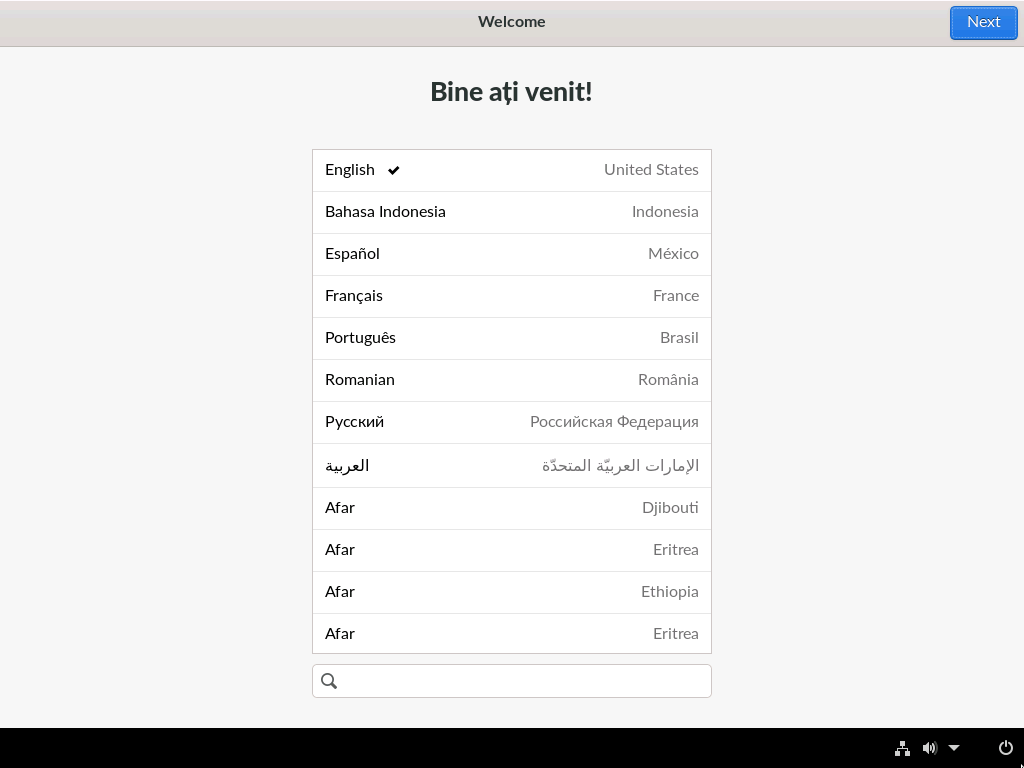 Welcome
Next
Bine ați venit!
English United States
Bahasa Indonesia Indonesia
Español México
Français France
Português Brasil
Romanian România
Русский Российская Федерация
العربية الإمارات العربيّة المتحدّة
Afar Djibouti
Afar Eritrea
Afar Ethiopia
Afar Eritrea